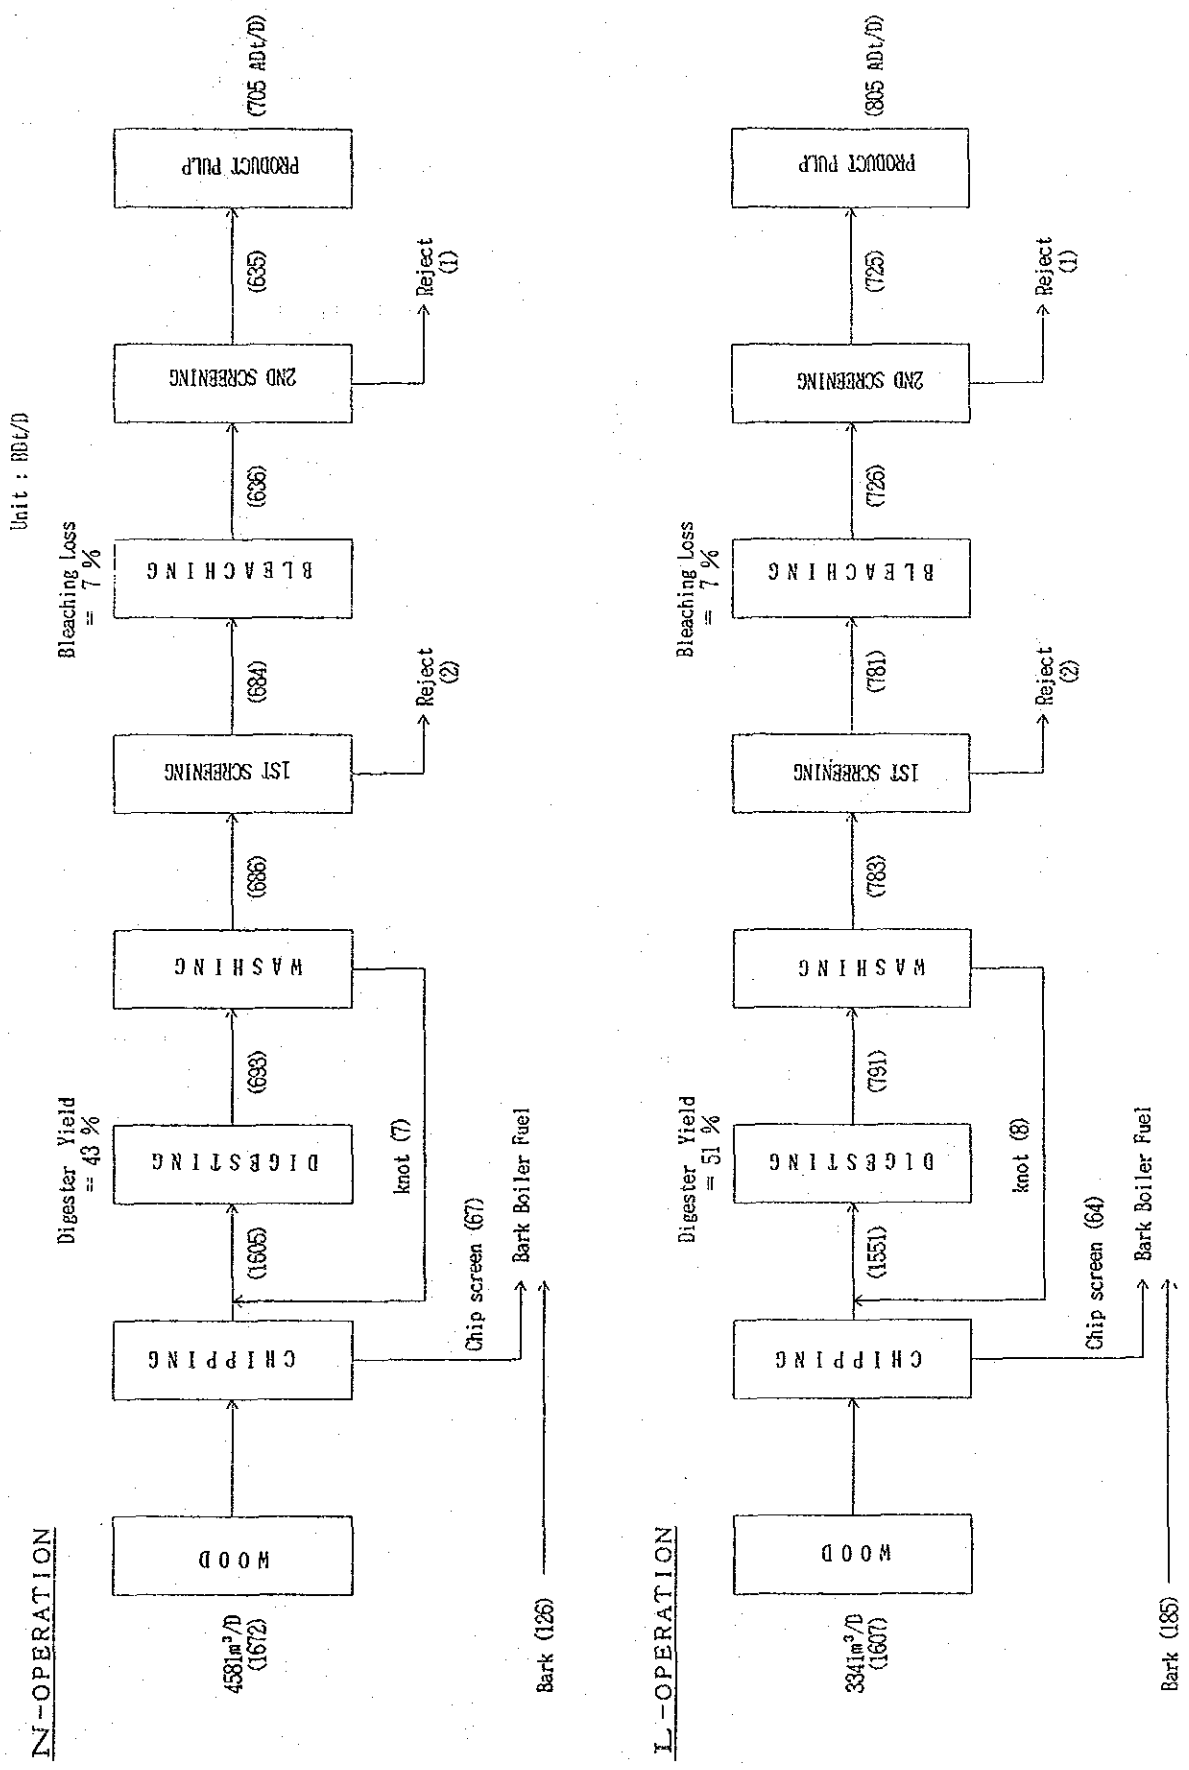 Unit : BDt/D
N-OPERATION
Digester Yield
= 43 %
Bleaching Loss
= 7 %
WOOD
CHIPPING
DIGESTING
WASHING
1ST SCREENING
BLEACHING
2ND SCREENING
PRODUCT PULP
4581m³/D
(1672)
(1605)
(693)
(686)
(684)
(636)
(635)
(705 ADt/D)
knot (7)
Reject
(2)
Reject
(1)
Chip screen (67)
Bark Boiler Fuel
Bark (126)
L-OPERATION
Digester Yield
= 51 %
Bleaching Loss
= 7 %
WOOD
CHIPPING
DIGESTING
WASHING
1ST SCREENING
BLEACHING
2ND SCREENING
PRODUCT PULP
3341m³/D
(1607)
(1551)
(791)
(783)
(781)
(726)
(725)
(805 ADt/D)
knot (8)
Reject
(2)
Reject
(1)
Chip screen (64)
Bark Boiler Fuel
Bark (185)